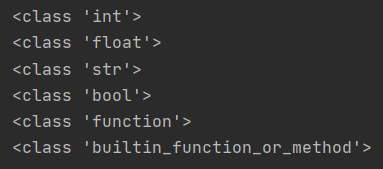 <class 'int'>
<class 'float'>
<class 'str'>
<class 'bool'>
<class 'function'>
<class 'builtin_function_or_method'>